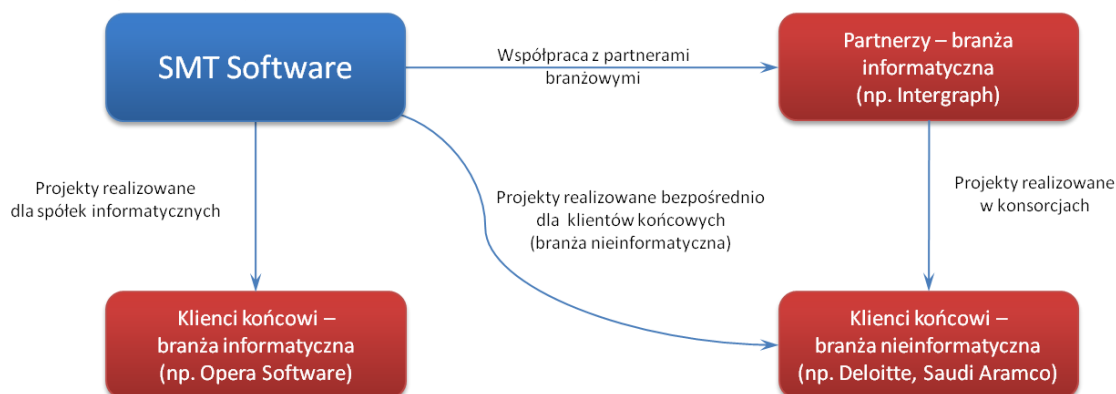 SMT Software
Współpraca z partnerami
branżowymi
Partnerzy – branża
informatyczna
(np. Intergraph)
Projekty realizowane
dla spółek informatycznych
Projekty realizowane bezpośrednio
dla klientów końcowych
(branża nieinformatyczna)
Projekty realizowane
w konsorcjach
Klienci końcowi –
branża informatyczna
(np. Opera Software)
Klienci końcowi –
branża nieinformatyczna
(np. Deloitte, Saudi Aramco)